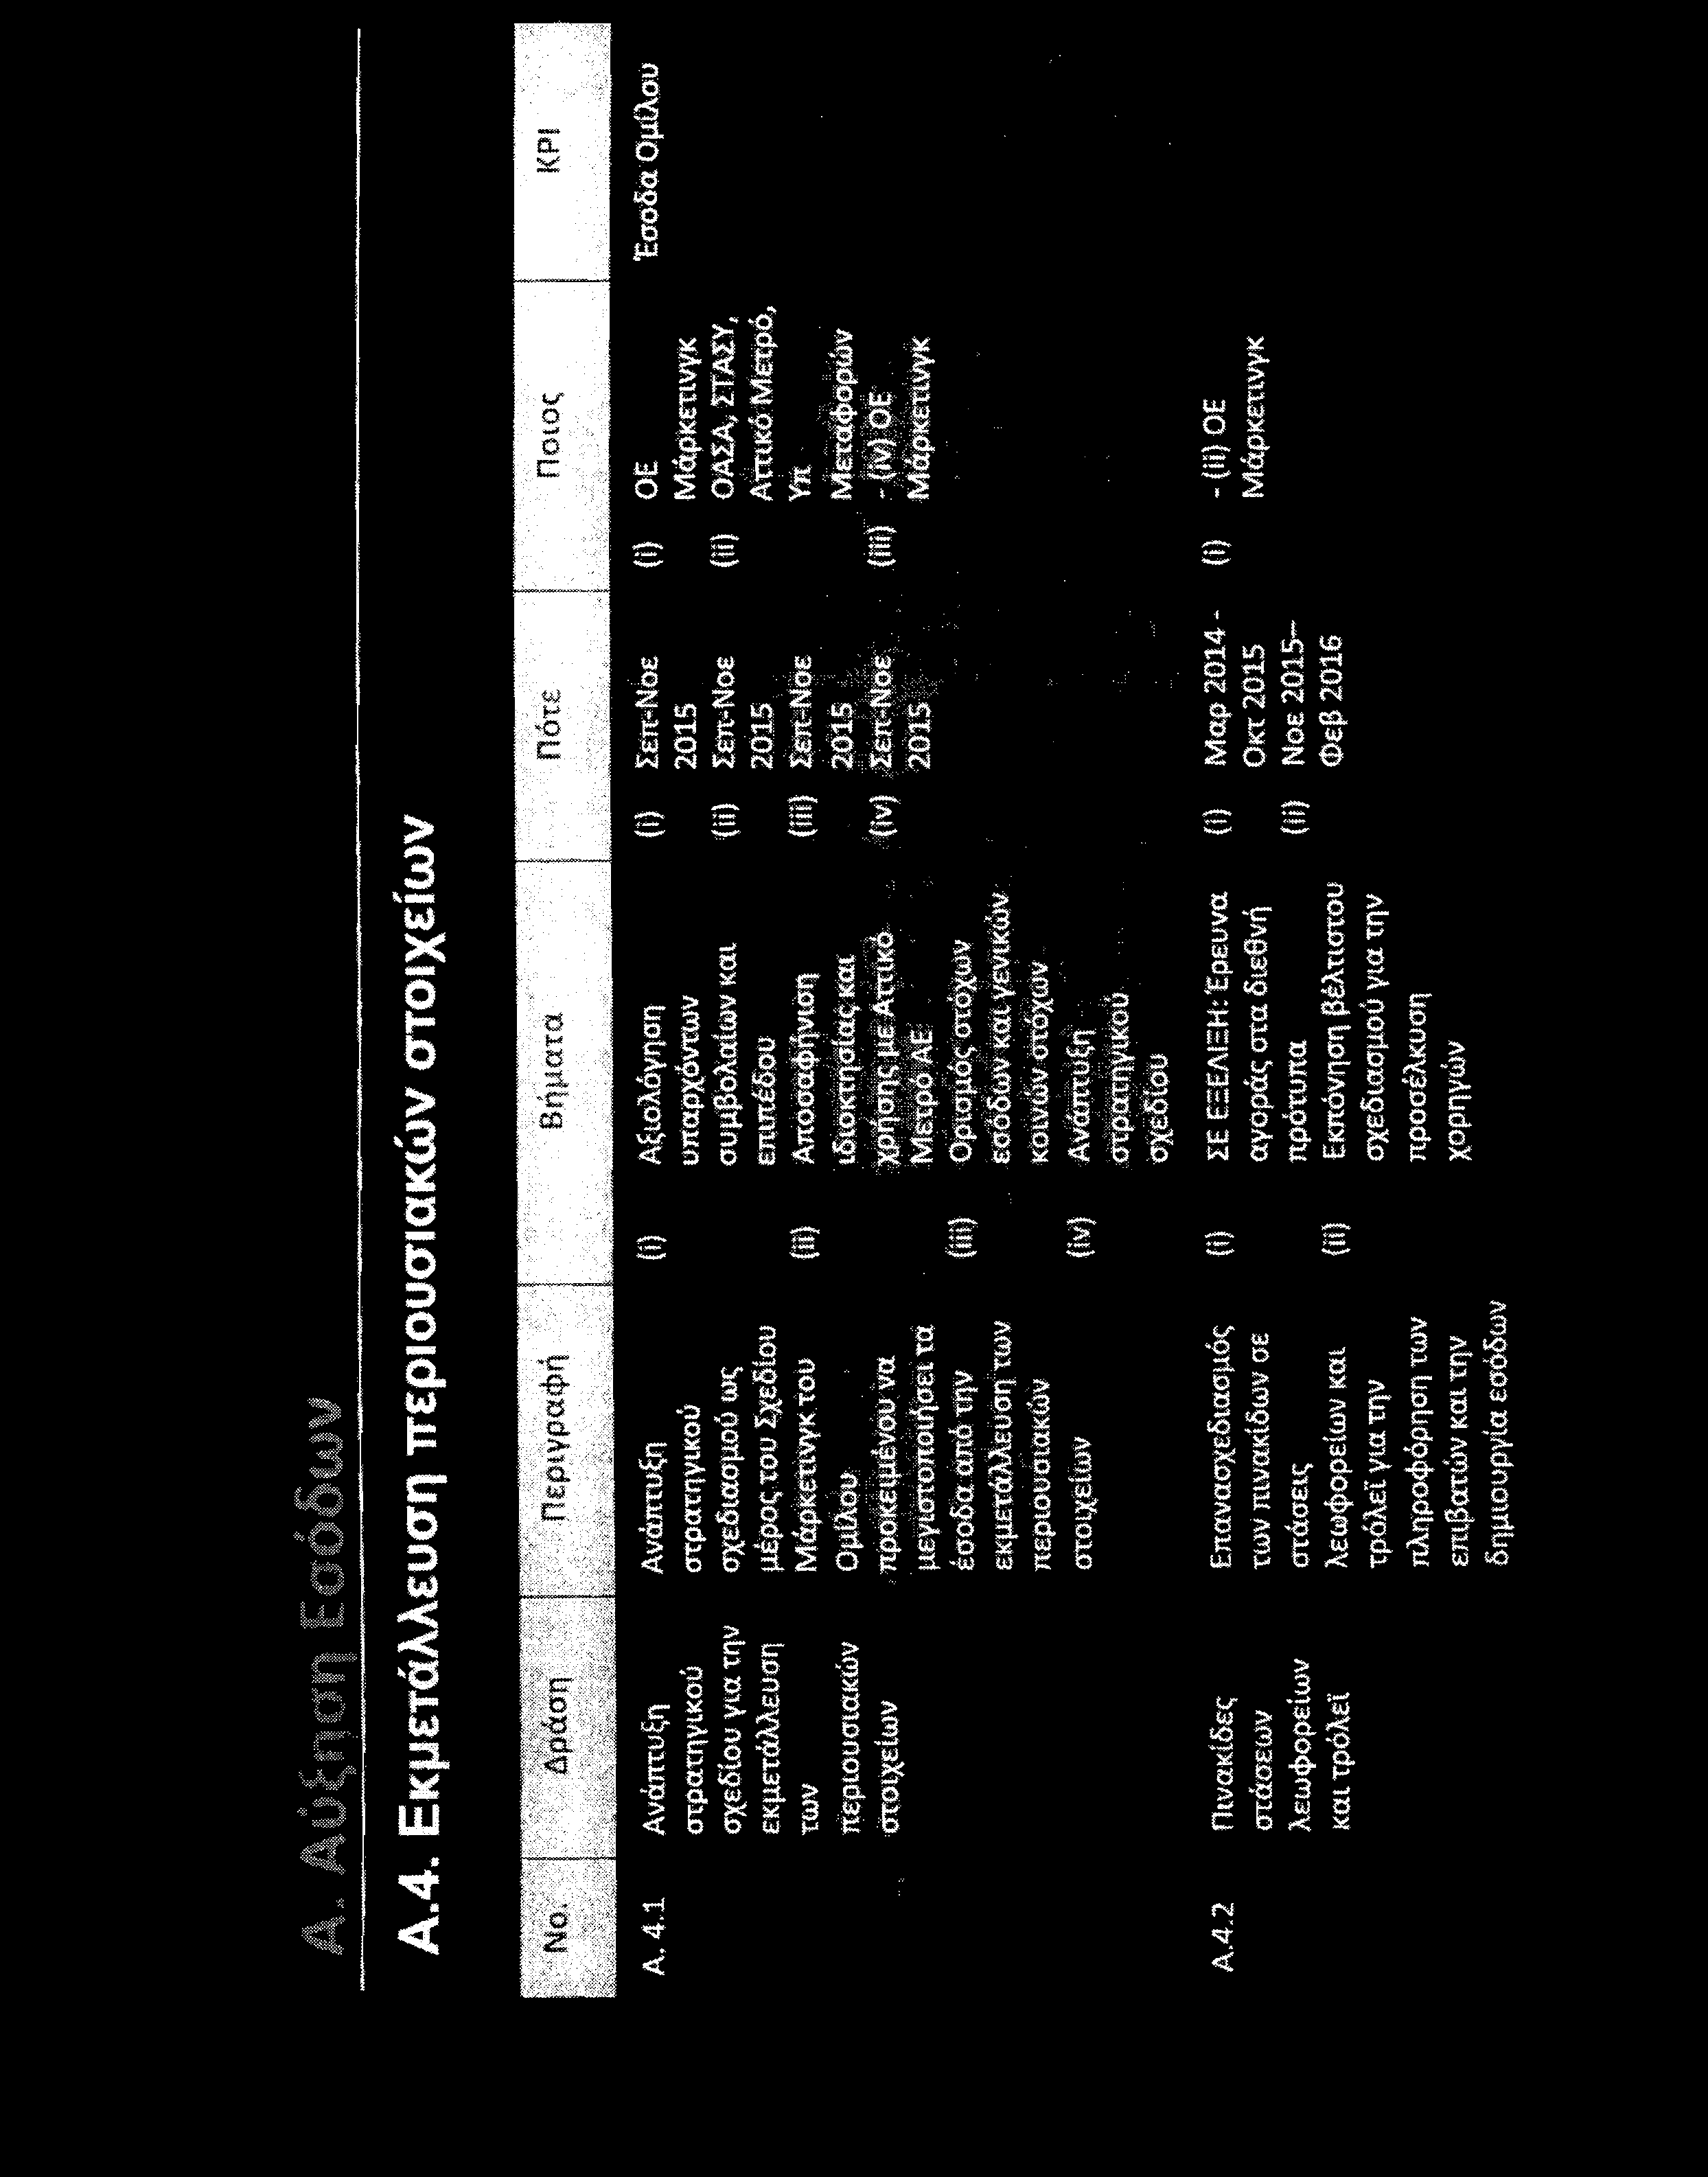 Α. Αύξηση Εσόδων
Α.4. Εκμετάλλευση περιουσιακών στοιχείων
Νο. Δράση Περιγραφή Βήματα Πότε Ποιος KPI
Α. 4.1
Ανάπτυξη
στρατηγικού
σχεδίου για την
εκμετάλλευση
των
περιουσιακών
στοιχείων
Ανάπτυξη
στρατηγικού
σχεδιασμού ως
μέρος του Σχεδίου
Μάρκετινγκ του
Ομίλου
προκειμένου να
μεγιστοποιήσει τα
έσοδα από την
εκμετάλλευση των
περιουσιακών
στοιχείων
(i) Αξιολόγηση
υπαρχόντων
συμβολαίων και
επιπέδου
(ii) Αποσαφήνιση
ιδιοκτησίας και
χρήσης με Αττικό
Μετρό ΑΕ
(iii) Ορισμός στόχων
εσόδων και γενικών
κοινών στόχων
(iv) Ανάπτυξη
στρατηγικού
σχεδίου
(i) Σεπ-Νοε
2015
(ii) Σεπ-Νοε
2015
(iii) Σεπ-Νοε
2015
(iv) Σεπ-Νοε
2015
(i) ΟΕ
Μάρκετινγκ
(ii) ΟΑΣΑ, ΣΤΑΣΥ,
Αττικό Μετρό,
Υπ
Μεταφορών
(iii) - (iv) ΟΕ
Μάρκετινγκ
Έσοδα Ομίλου
Α.4.2
Πινακίδες
στάσεων
λεωφορείων
και τρόλεϊ
Επανασχεδιασμός
των πινακίδων σε
στάσεις
λεωφορείων και
τρόλεϊ για την
πληροφόρηση των
επιβατών και την
δημιουργία εσόδων
(i) ΣΕ ΕΞΕΛΙΞΗ: Έρευνα
αγοράς στα διεθνή
πρότυπα
(ii) Εκπόνηση βέλτιστου
σχεδιασμού για την
προσέλκυση
χορηγών
(i) Μαρ 2014 -
Οκτ 2015
(ii) Νοε 2015–
Φεβ 2016
(i) - (ii) ΟΕ
Μάρκετινγκ